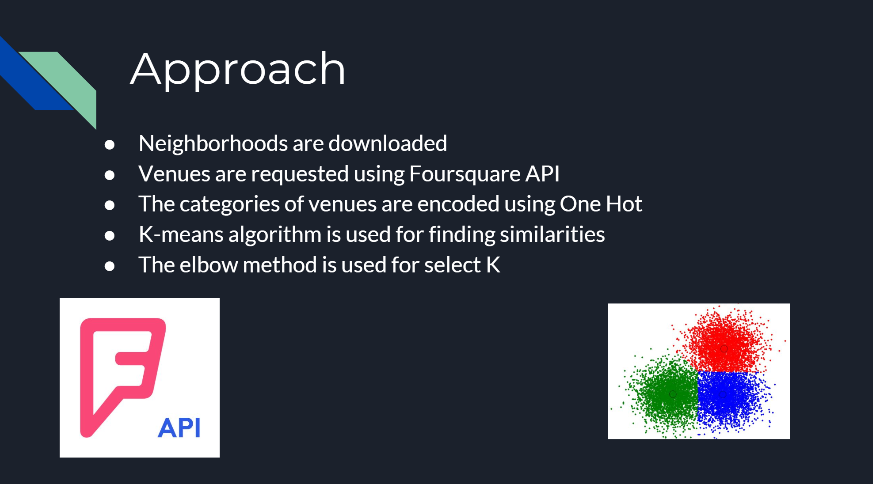 Approach
● Neighborhoods are downloaded
● Venues are requested using Foursquare API
● The categories of venues are encoded using One Hot
● K-means algorithm is used for finding similarities
● The elbow method is used for select K
API